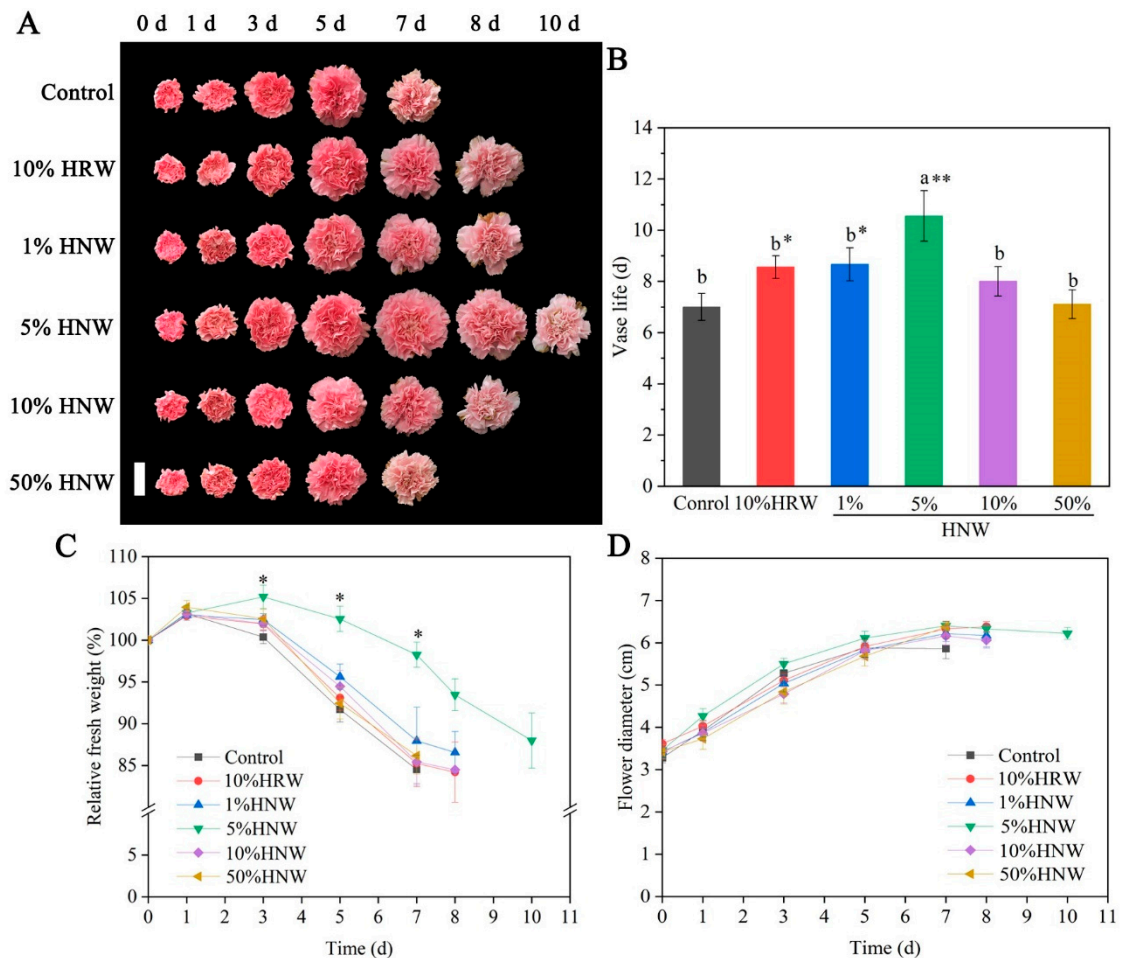 A
0 d 1 d 3 d 5 d 7 d 8 d 10 d
Control
10% HRW
1% HNW
5% HNW
10% HNW
50% HNW
B
Vase life (d)
14
12
10
8
6
4
2
0
b
b*
b*
a**
b
b
Conrol 10%HRW 1% 5% 10% 50%
HNW
C
Relative fresh weight (%)
110
105
100
95
90
85
5
0
* * *
Control
10%HRW
1%HNW
5%HNW
10%HNW
50%HNW
0 1 2 3 4 5 6 7 8 9 10 11
Time (d)
D
Flower diameter (cm)
8
7
6
5
4
3
2
1
0
Control
10%HRW
1%HNW
5%HNW
10%HNW
50%HNW
0 1 2 3 4 5 6 7 8 9 10 11
Time (d)